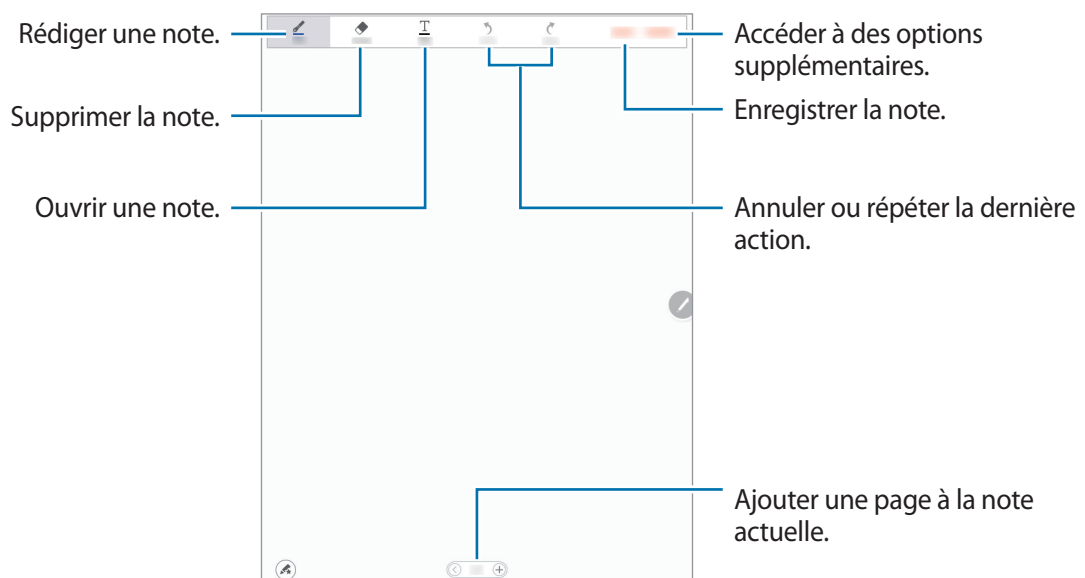 Rédiger une note.
Supprimer la note.
Ouvrir une note.
T
Accéder à des options
supplémentaires.
Enregistrer la note.
Annuler ou répéter la dernière
action.
Ajouter une page à la note
actuelle.